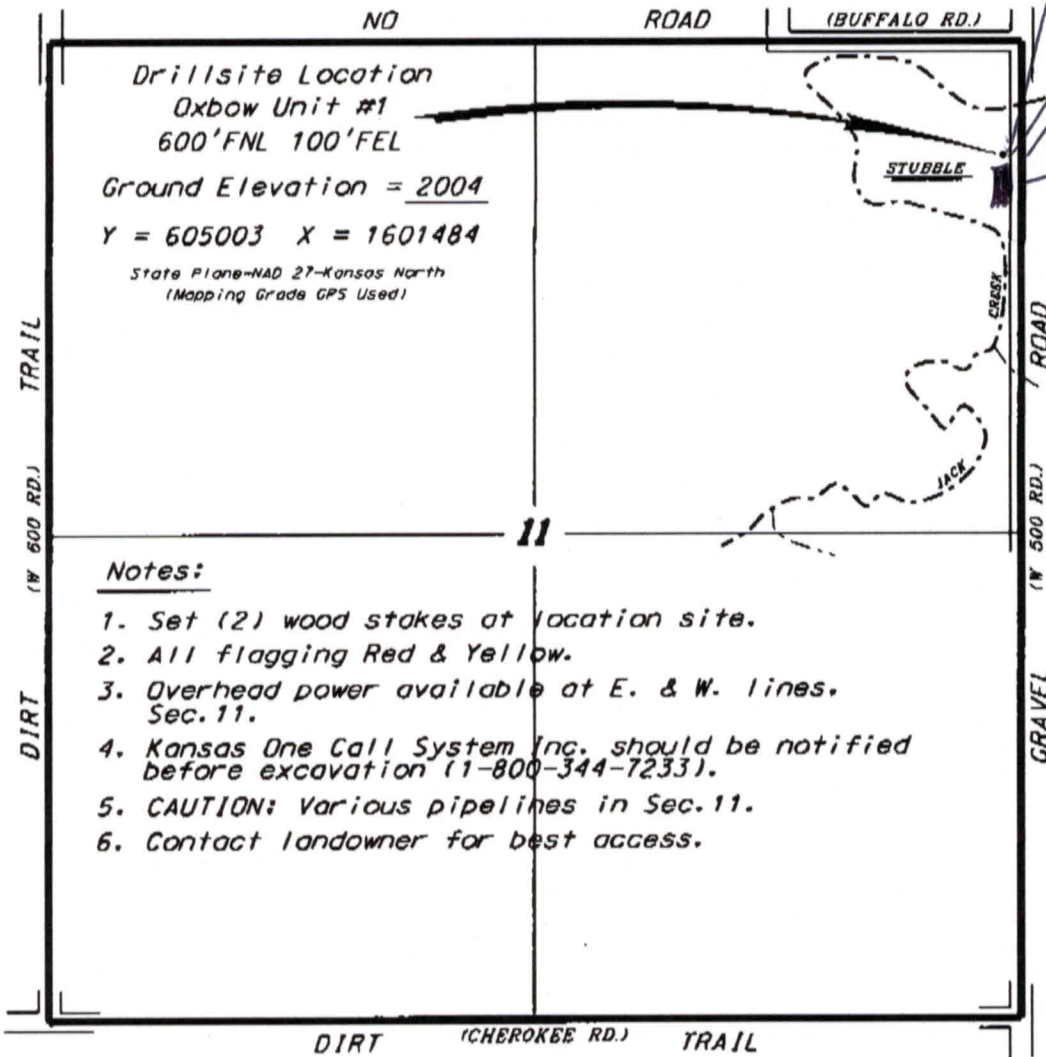 NO ROAD (BUFFALO RD.)
Drillsite Location
Oxbow Unit #1
600'FNL 100'FEL
Ground Elevation = 2004
Y = 605003 X = 1601484
State Plane-NAD 27-Kansas North
(Mapping Grade GPS Used)
STUBBLE
CREEK
JACK
TRAIL
(W 600 RD.)
DIRT
ROAD
(W 500 RD.)
GRAVEL
11
Notes:
1. Set (2) wood stakes at location site.
2. All flagging Red & Yellow.
3. Overhead power available at E. & W. lines.
Sec.11.
4. Kansas One Call System Inc. should be notified
before excavation (1-800-344-7233).
5. CAUTION: Various pipelines in Sec.11.
6. Contact landowner for best access.
DIRT (CHEROKEE RD.) TRAIL